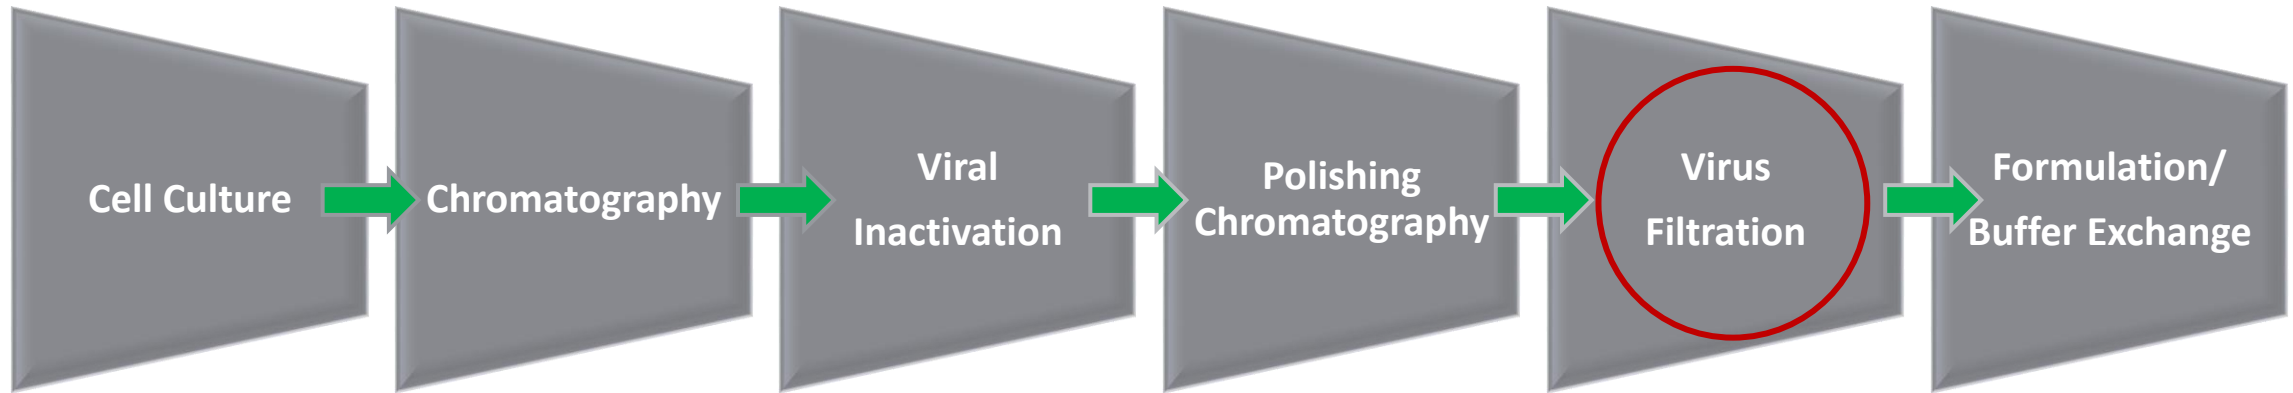 Cell Culture
Chromatography
Viral
Inactivation
Polishing
Chromatography
Virus
Filtration
Formulation/
Buffer Exchange